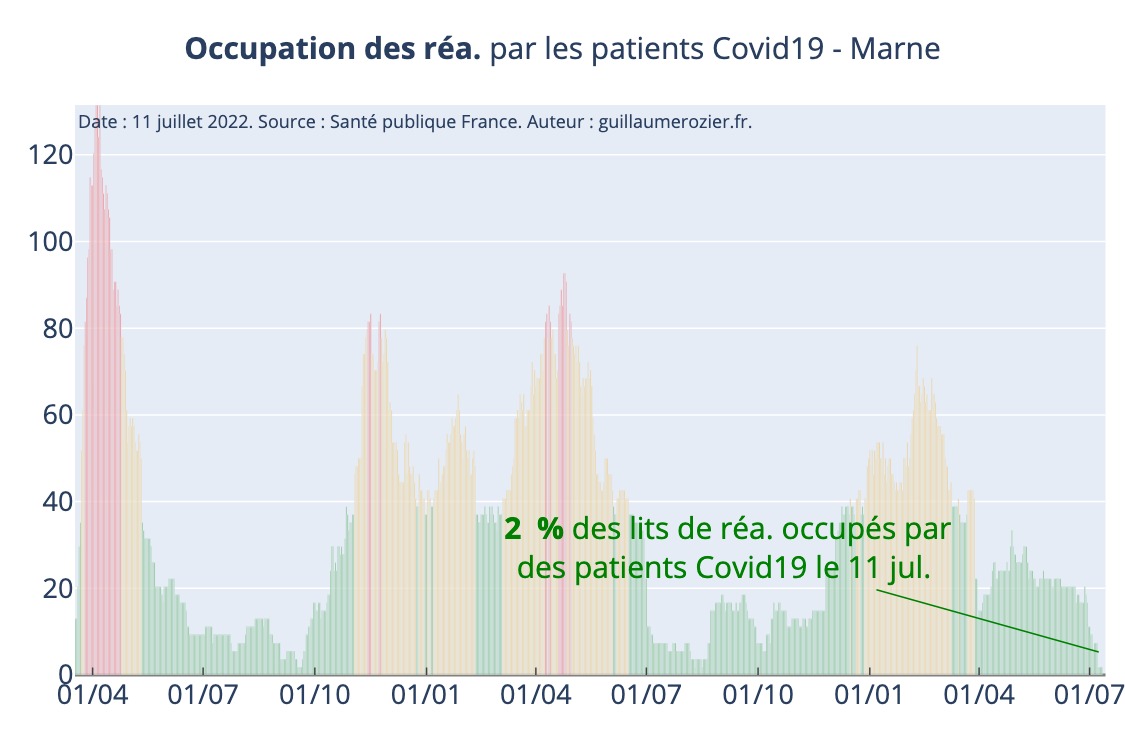 Occupation des réa. par les patients Covid19 - Marne
Date : 11 juillet 2022. Source : Santé publique France. Auteur : guillaumerozier.fr.
120
100
80
60
40
20
0
2 % des lits de réa. occupés par
des patients Covid19 le 11 jul.
01/04 01/07 01/10 01/01 01/04 01/07 01/10 01/01 01/04 01/07